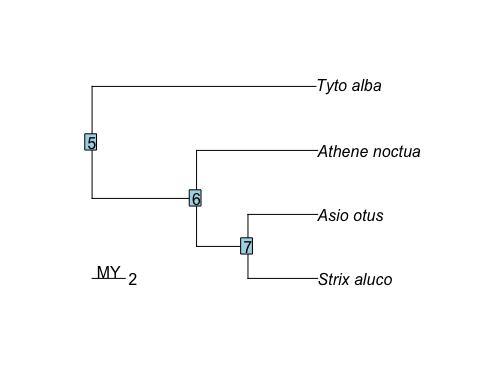 Tyto alba
5
Athene noctua
6
Asio otus
7
MY 2
Strix aluco